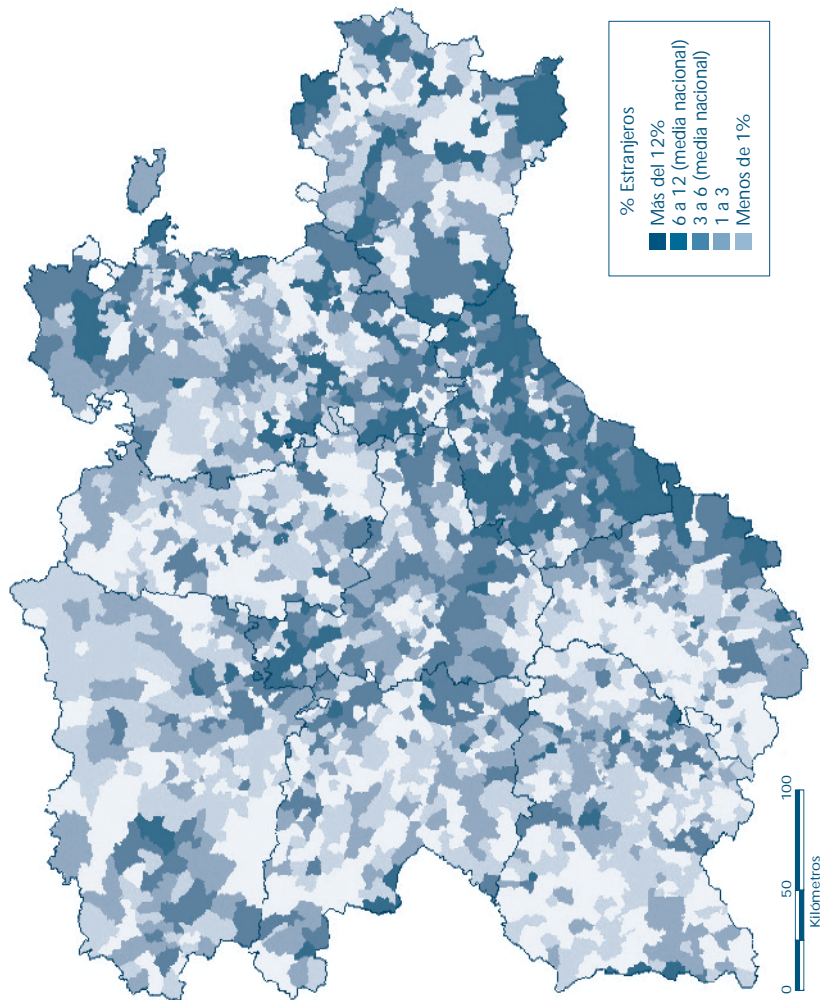 % Estranjeros
Más del 12%
6 a 12 (media nacional)
3 a 6 (media nacional)
1 a 3
Menos de 1%
0 50 100
Kilómetros